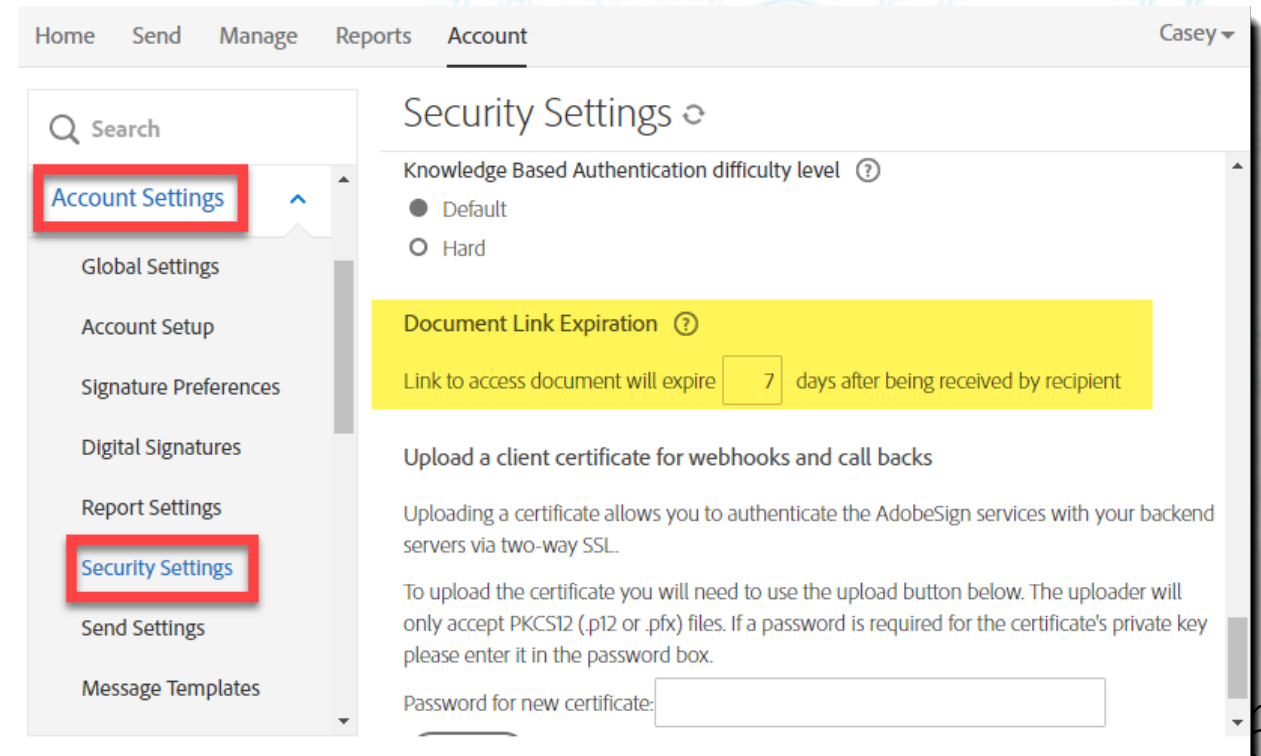 Home Send Manage Reports Account Casey
Search
Account Settings
Global Settings
Account Setup
Signature Preferences
Digital Signatures
Report Settings
Security Settings
Send Settings
Message Templates
Security Settings
Knowledge Based Authentication difficulty level ?
Default
Hard
Document Link Expiration ?
Link to access document will expire 7 days after being received by recipient
Upload a client certificate for webhooks and call backs
Uploading a certificate allows you to authenticate the AdobeSign services with your backend
servers via two-way SSL.
To upload the certificate you will need to use the upload button below. The uploader will
only accept PKCS12 (.p12 or .pfx) files. If a password is required for the certificate's private key
please enter it in the password box.
Password for new certificate: